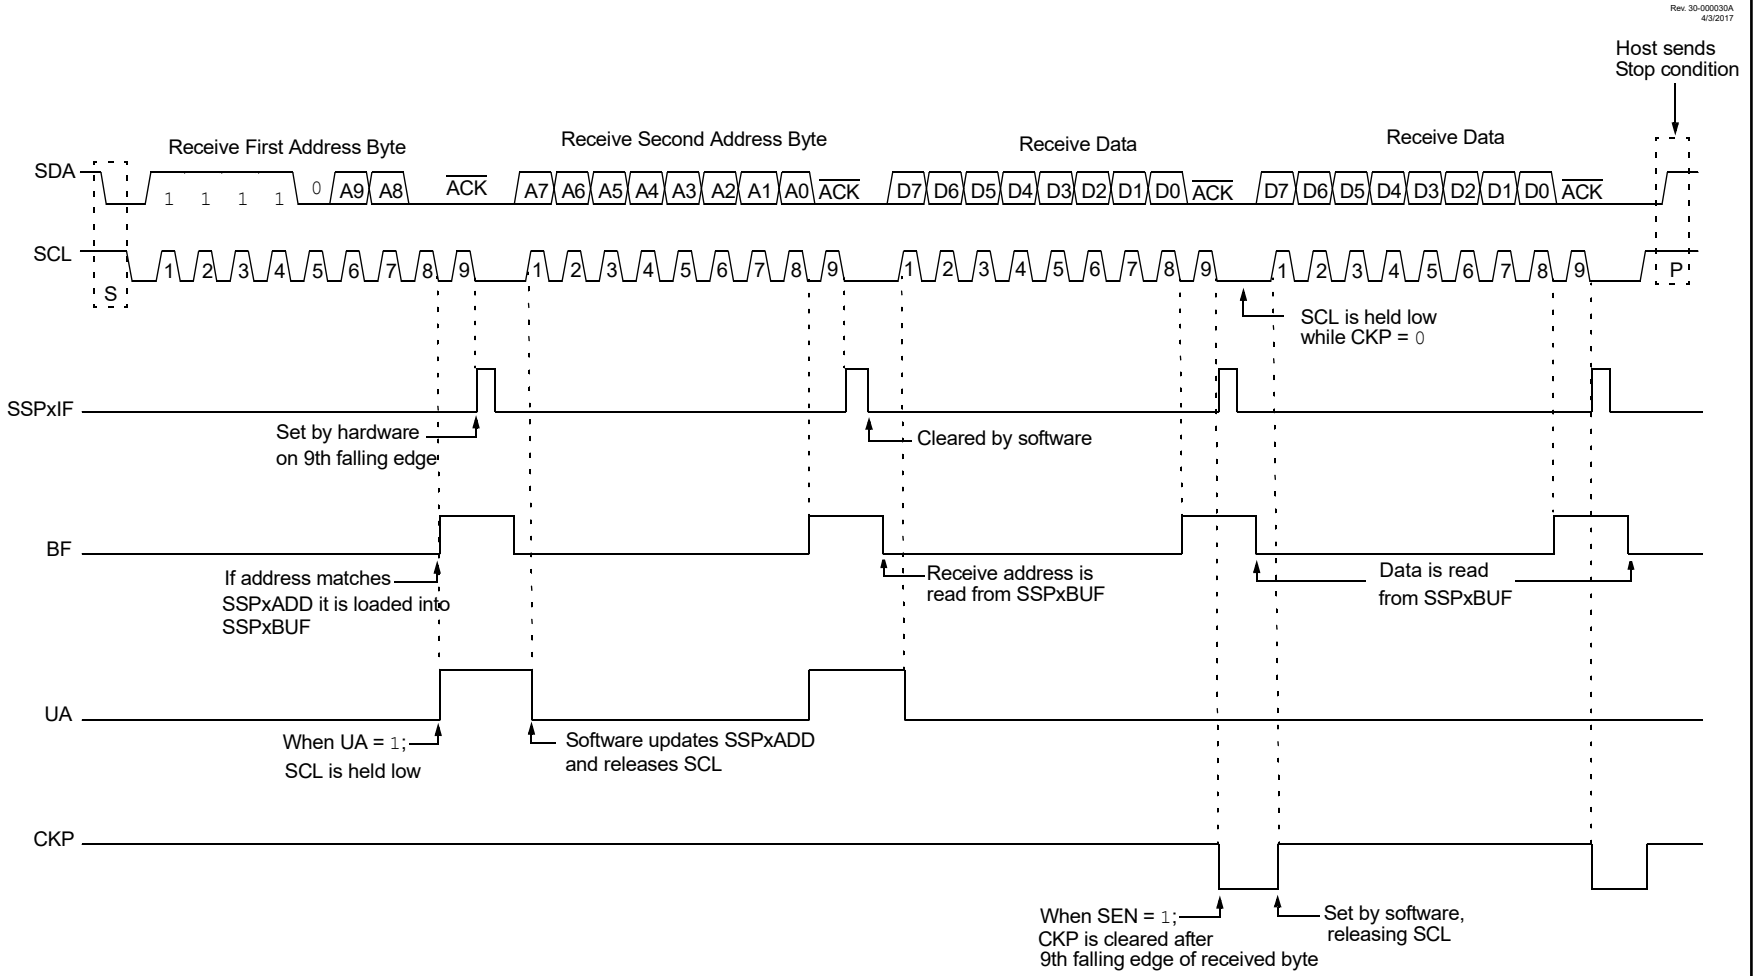 Rev. 30-000030A
4/3/2017
Host sends
Stop condition
Receive First Address Byte
Receive Second Address Byte
Receive Data
Receive Data
SDA
1 1 1 1 0 A9 A8 ACK A7 A6 A5 A4 A3 A2 A1 A0 ACK D7 D6 D5 D4 D3 D2 D1 D0 ACK D7 D6 D5 D4 D3 D2 D1 D0 ACK
SCL
S 1 2 3 4 5 6 7 8 9 1 2 3 4 5 6 7 8 9 1 2 3 4 5 6 7 8 9 1 2 3 4 5 6 7 8 9 P
SCL is held low
while CKP = 0
SSPxIF
Set by hardware
on 9th falling edge
Cleared by software
BF
If address matches
SSPxADD it is loaded into
SSPxBUF
Receive address is
read from SSPxBUF
Data is read
from SSPxBUF
UA
When UA = 1;
SCL is held low
Software updates SSPxADD
and releases SCL
CKP
When SEN = 1;
CKP is cleared after
9th falling edge of received byte
Set by software,
releasing SCL